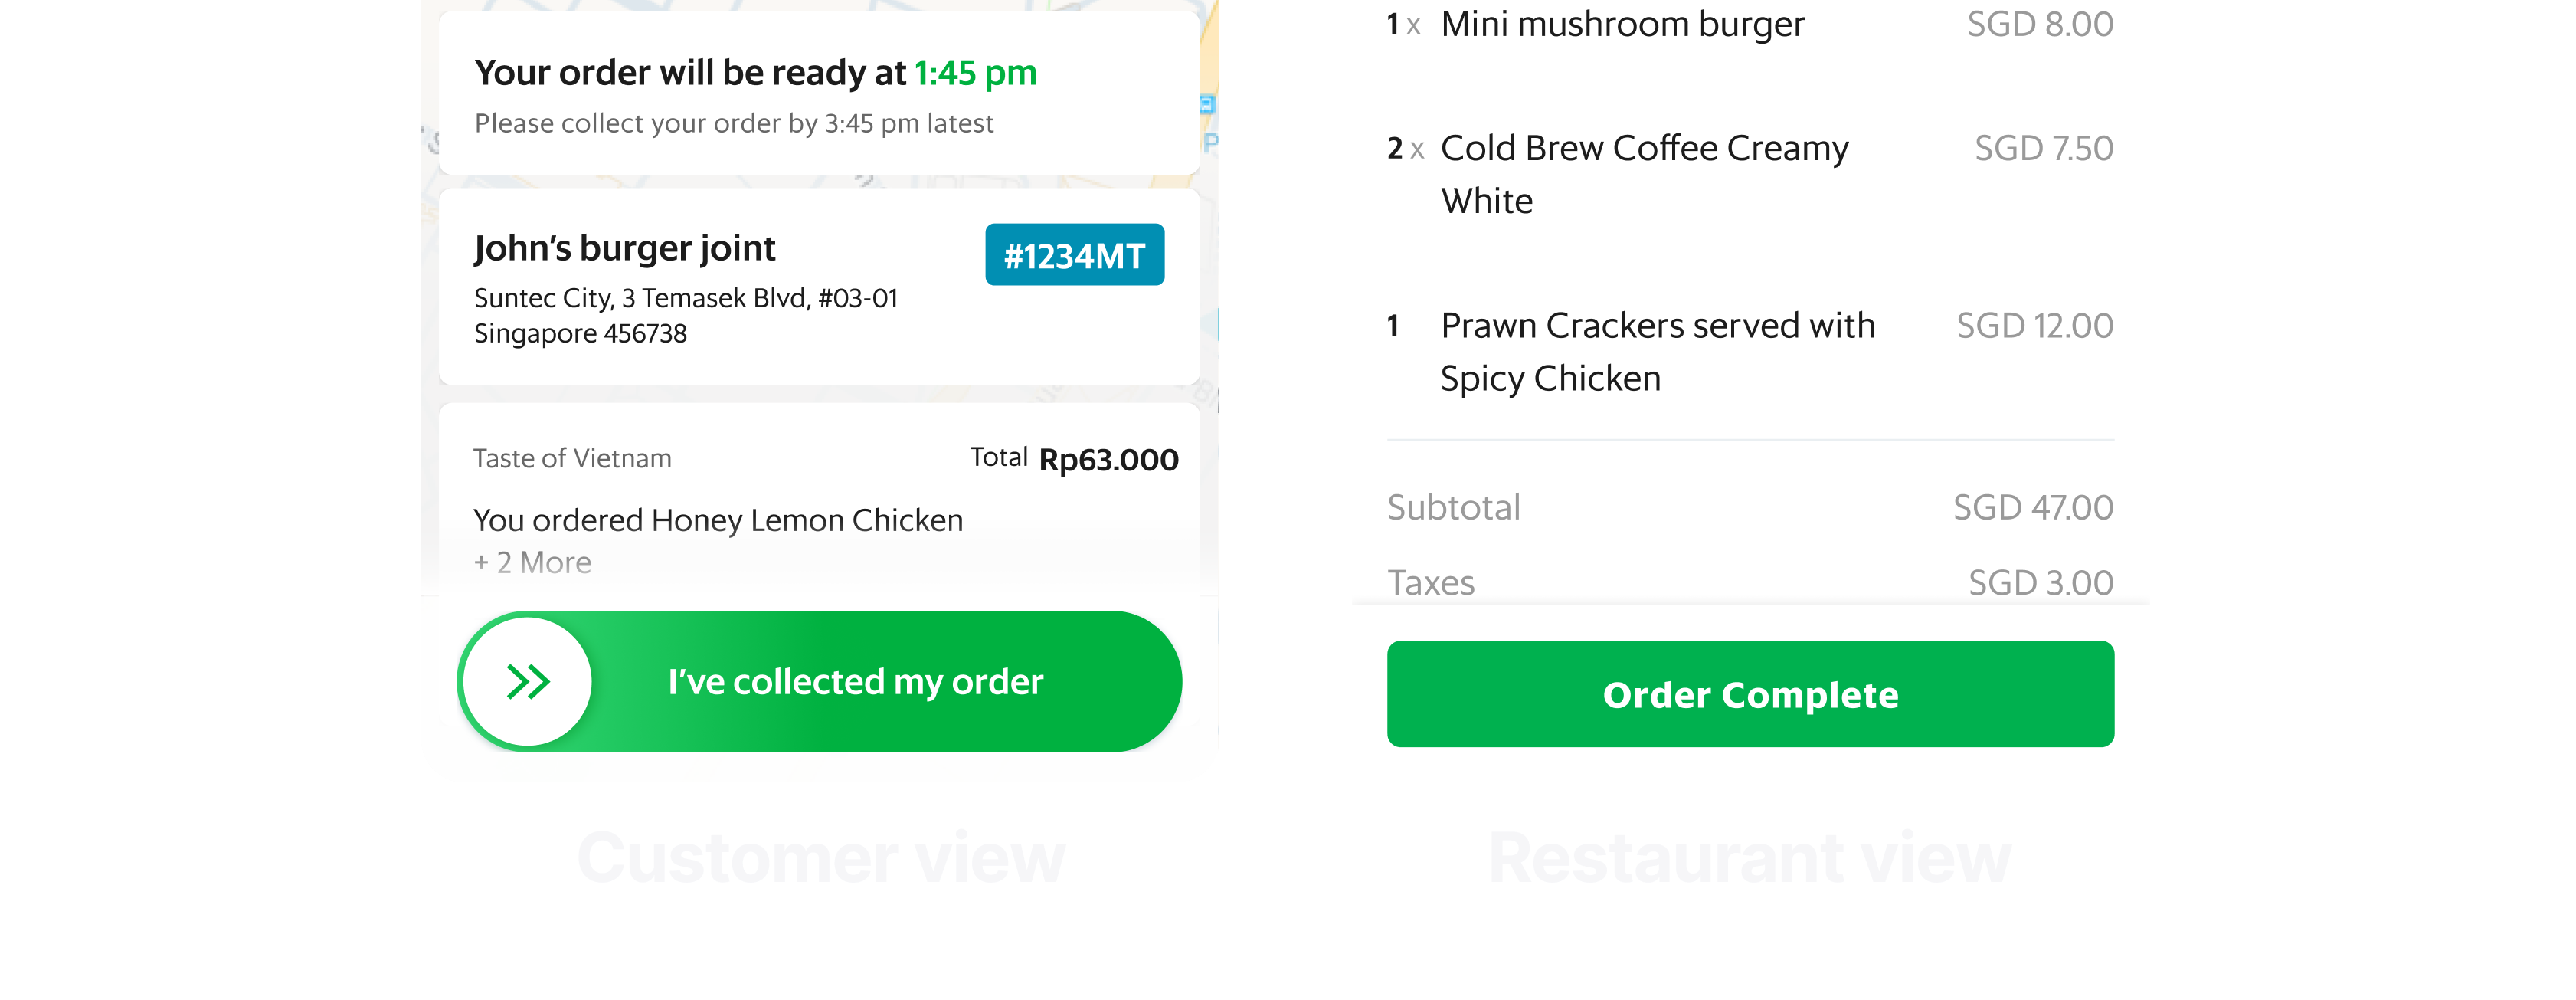 Your order will be ready at 1:45 pm
Please collect your order by 3:45 pm latest
John's burger joint
#1234MT
Suntec City, 3 Temasek Blvd, #03-01
Singapore 456738
Taste of Vietnam
Total Rp63.000
You ordered Honey Lemon Chicken
+ 2 More
I've collected my order
Customer view
1 x Mini mushroom burger SGD 8.00
2 x Cold Brew Coffee Creamy SGD 7.50
White
1 Prawn Crackers served with SGD 12.00
Spicy Chicken
Subtotal SGD 47.00
Taxes SGD 3.00
Order Complete
Restaurant view